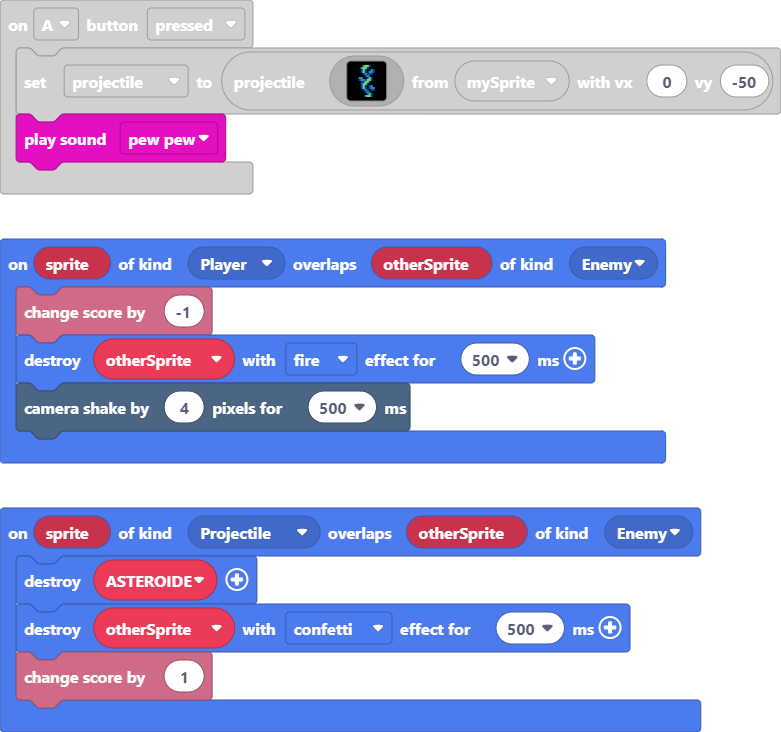 on A button pressed
set projectile to projectile from mySprite with vx 0 vy -50
play sound pew pew
on sprite of kind Player overlaps otherSprite of kind Enemy
change score by -1
destroy otherSprite with fire effect for 500 ms
camera shake by 4 pixels for 500 ms
on sprite of kind Projectile overlaps otherSprite of kind Enemy
destroy ASTEROIDE
destroy otherSprite with confetti effect for 500 ms
change score by 1